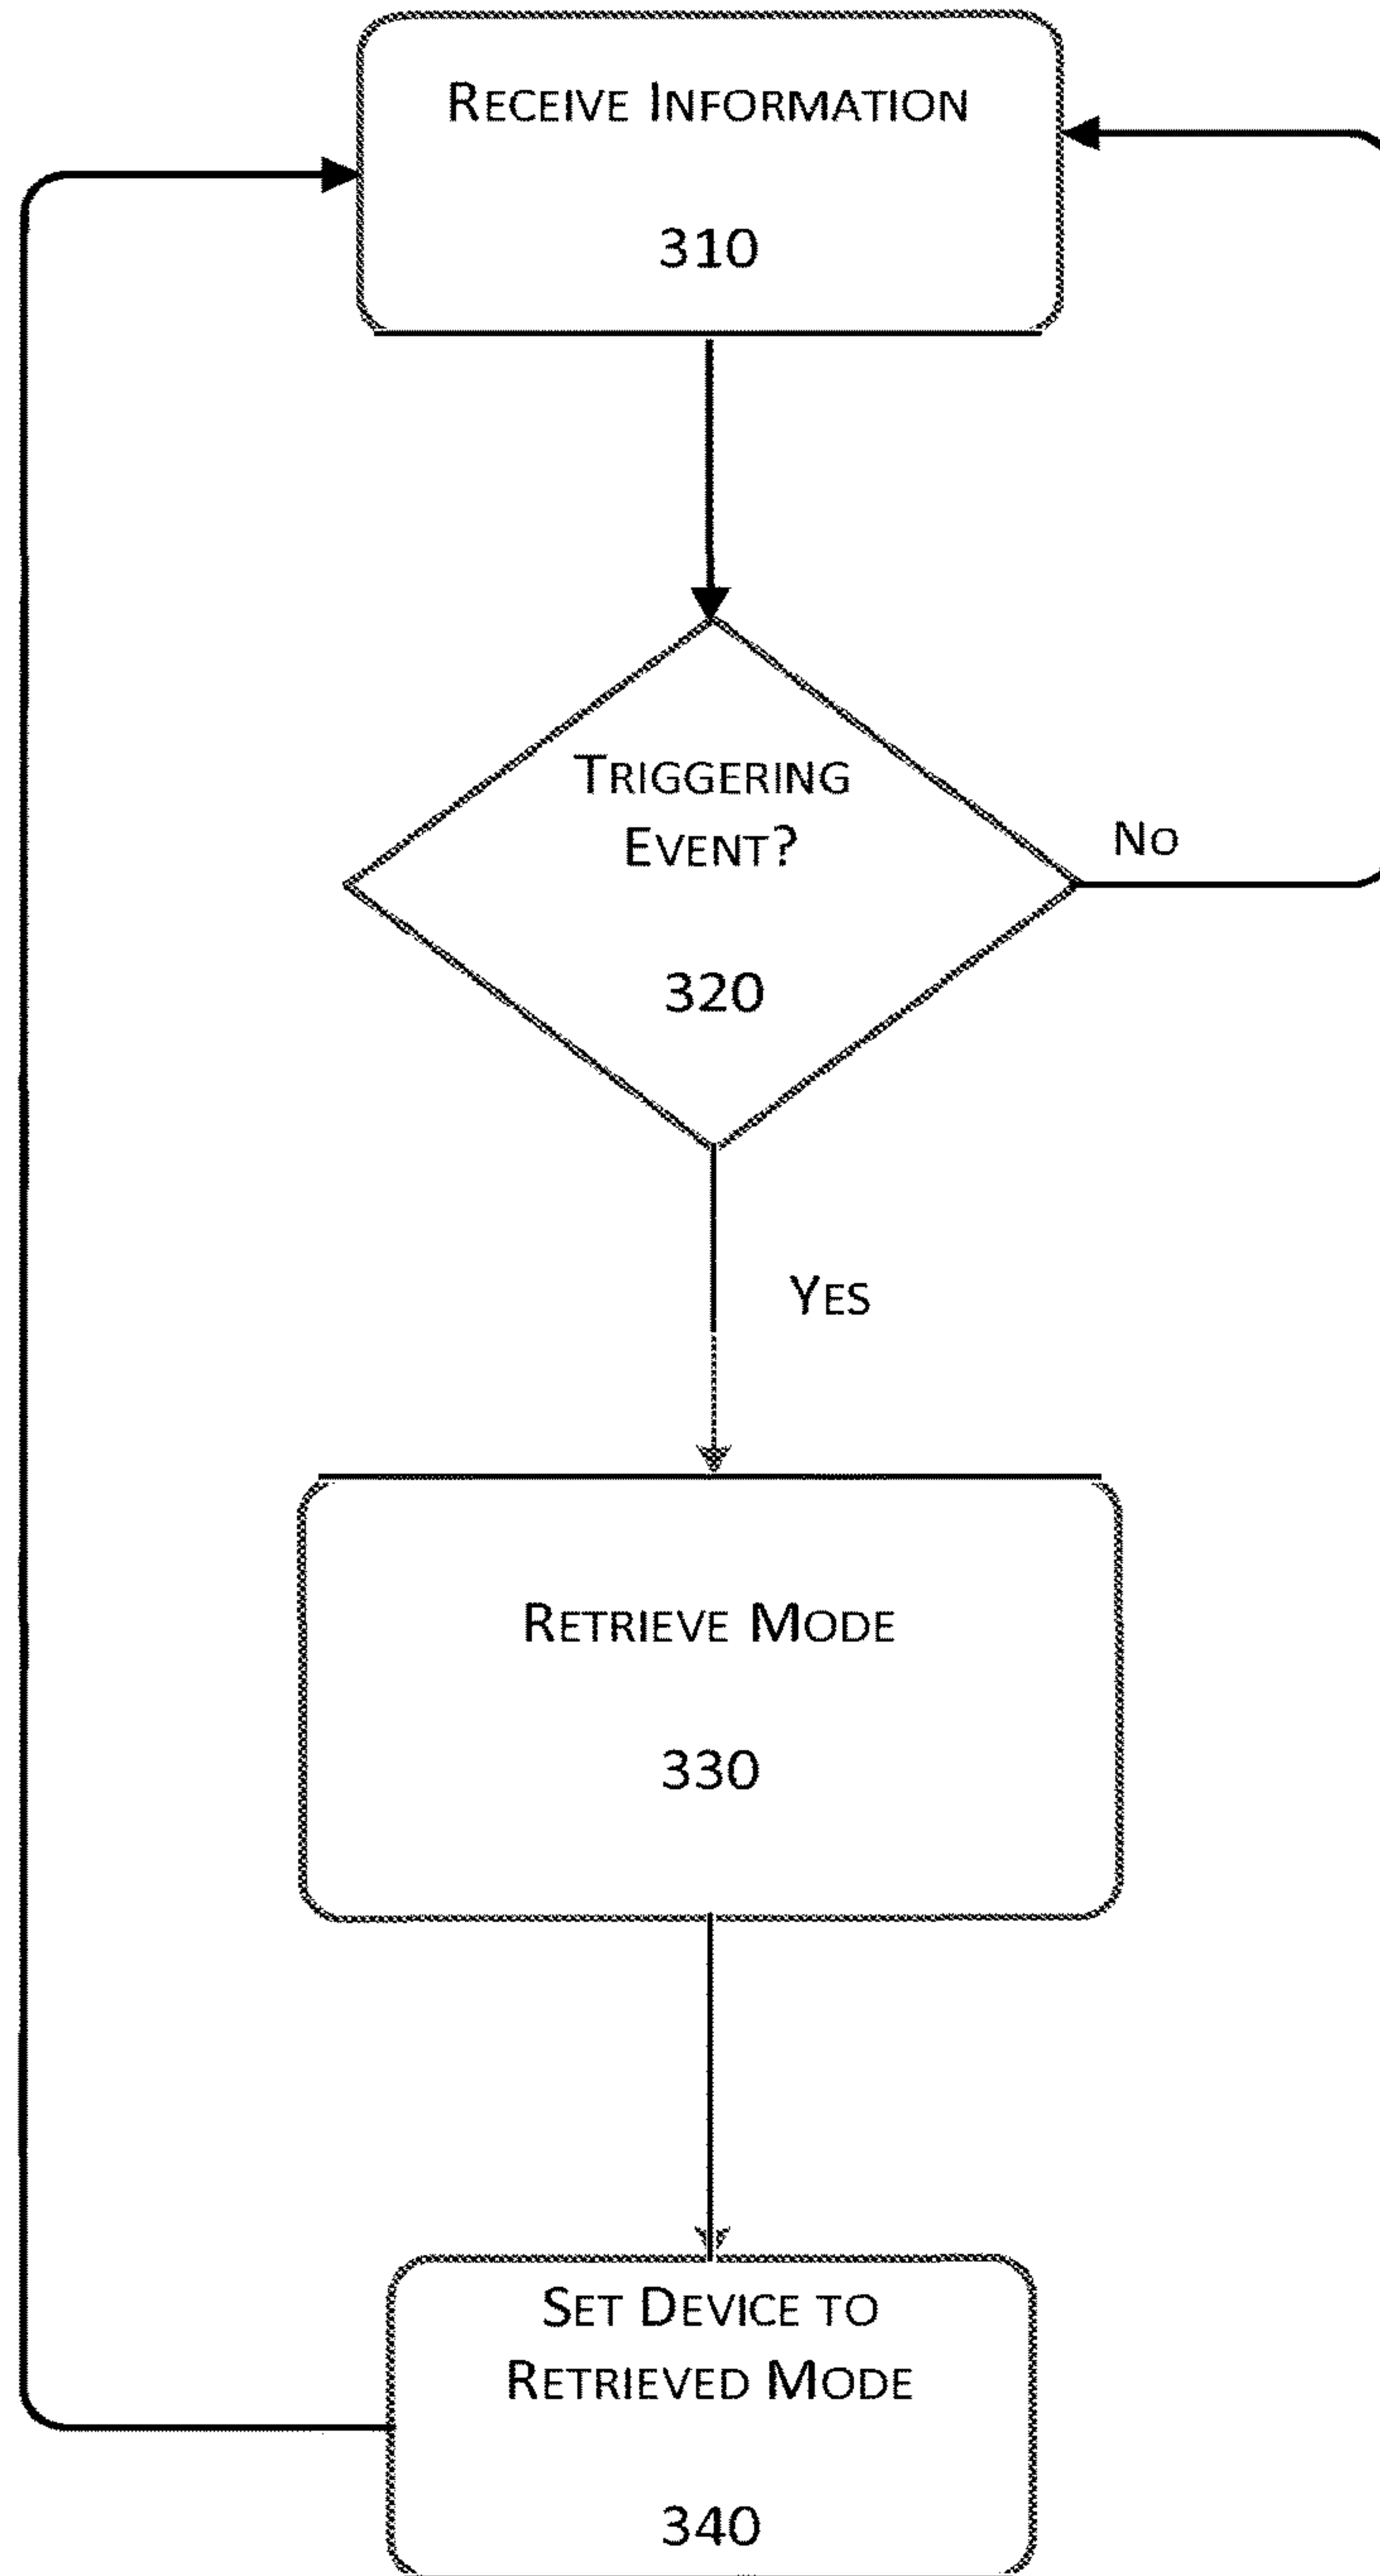 RECEIVE INFORMATION
310
TRIGGERING
EVENT?
320
NO
YES
RETRIEVE MODE
330
SET DEVICE TO
RETRIEVED MODE
340